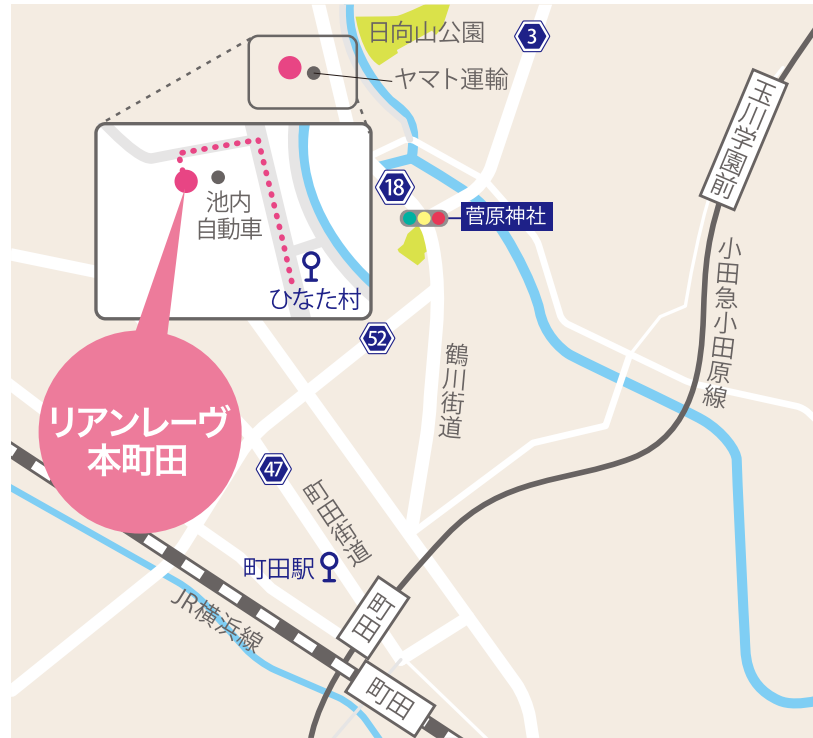 日向山公園
3
ヤマト運輸
玉川学園前
18
菅原神社
池内
自動車
ひなた村
小田急小田原線
52
鶴川街道
リアンレーヴ
本町田
47
町田街道
町田駅
町田
JR横浜線
町田